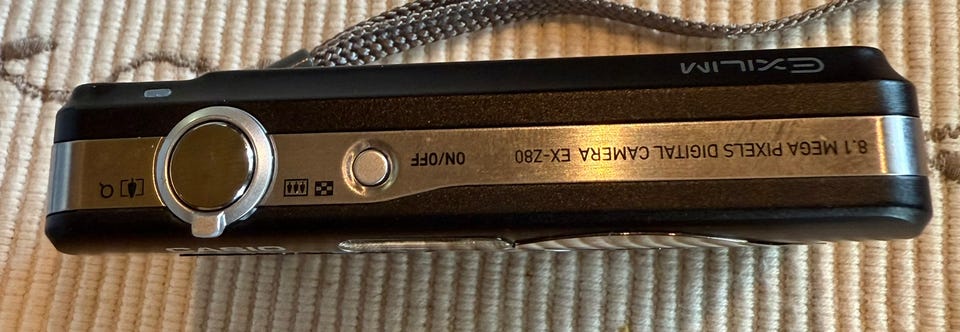 EXILIM
8.1 MEGA PIXELS DIGITAL CAMERA EX-Z80
ON/OFF
CASIO